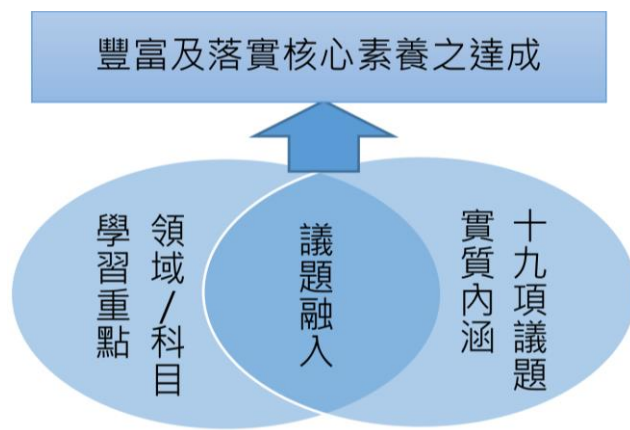 豐富及落實核心素養之達成
領域/科目
學習重點
議題融入
十九項議題
實質內涵